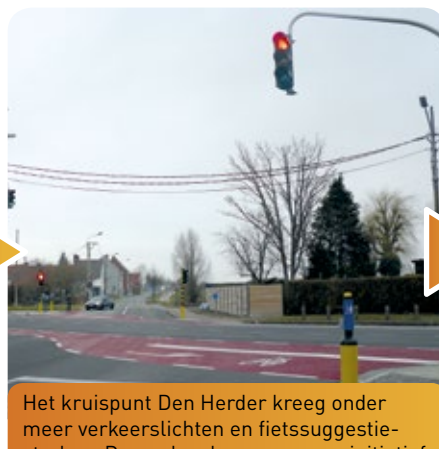 Het kruispunt Den Herder kreeg onder
meer verkeerslichten en fietssuggestie-